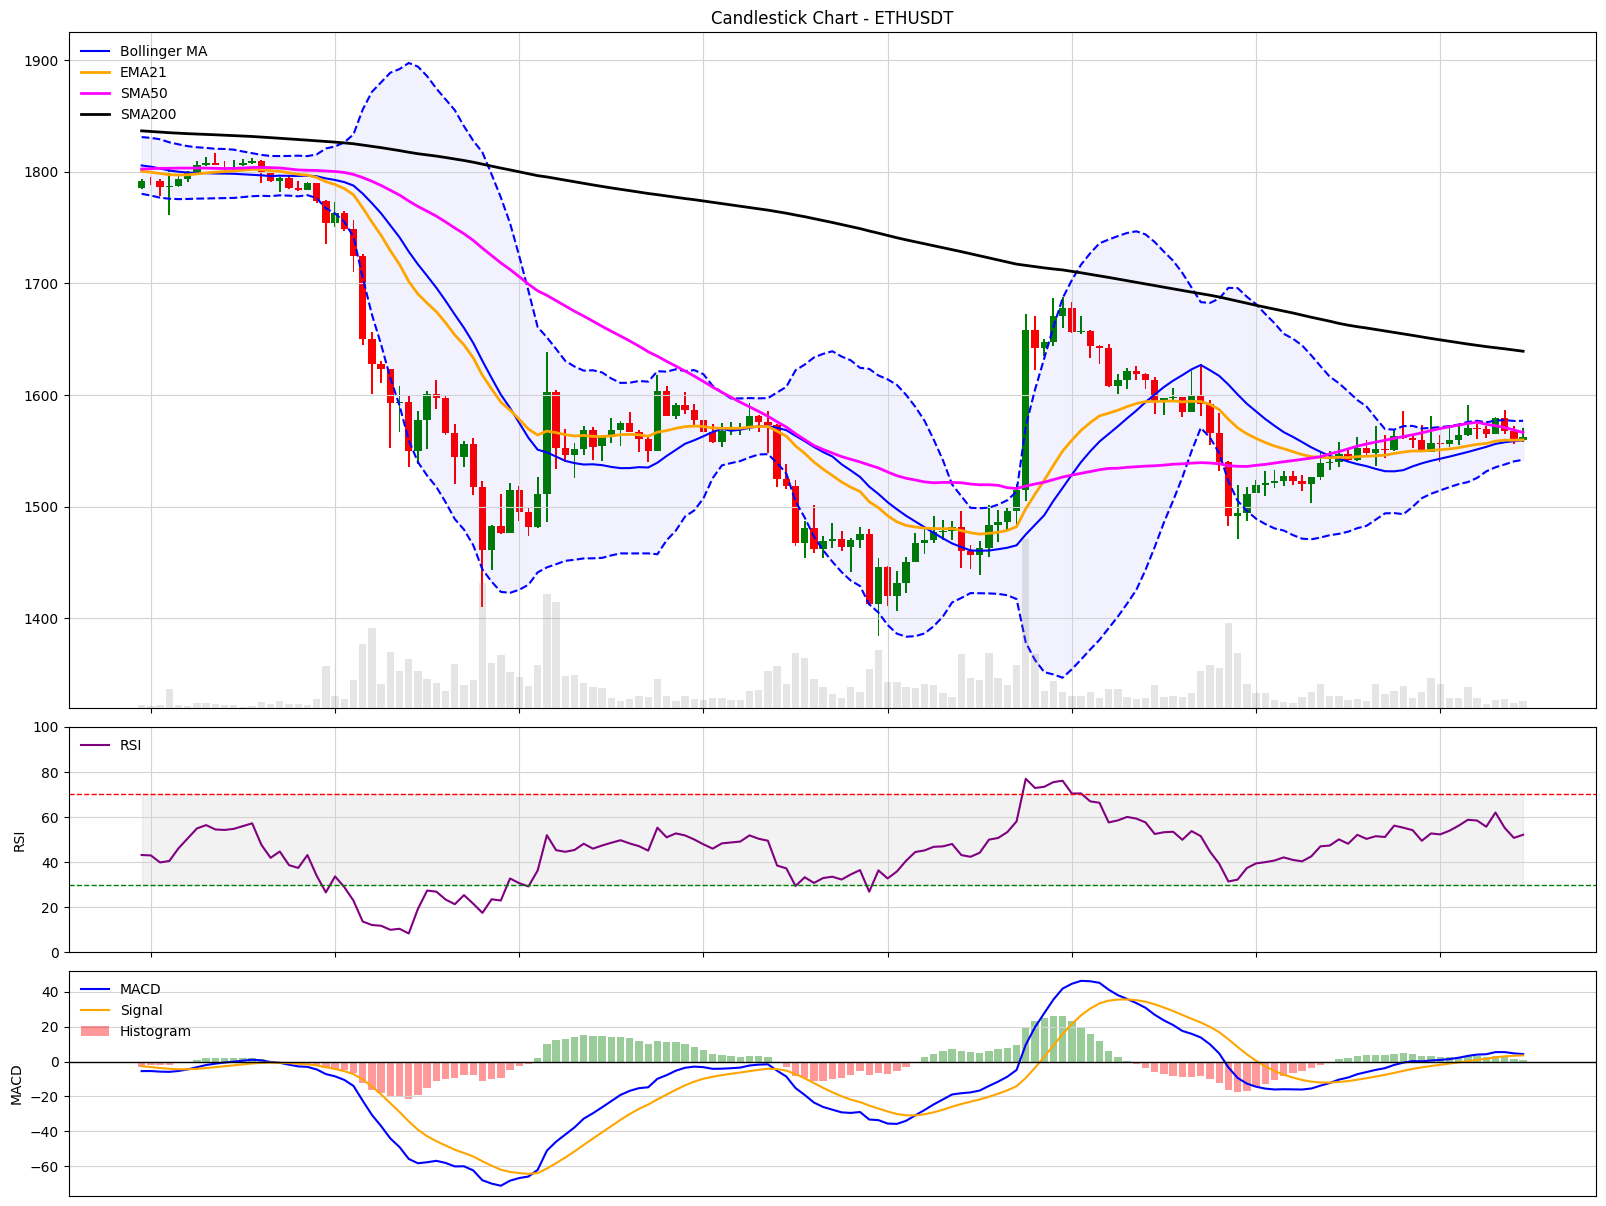 Candlestick Chart - ETHUSDT
Bollinger MA
EMA21
SMA50
SMA200
1900
1800
1700
1600
1500
1400
RSI
100
80
60
40
20
0
RSI
MACD
Signal
Histogram
40
20
0
−20
−40
−60
MACD